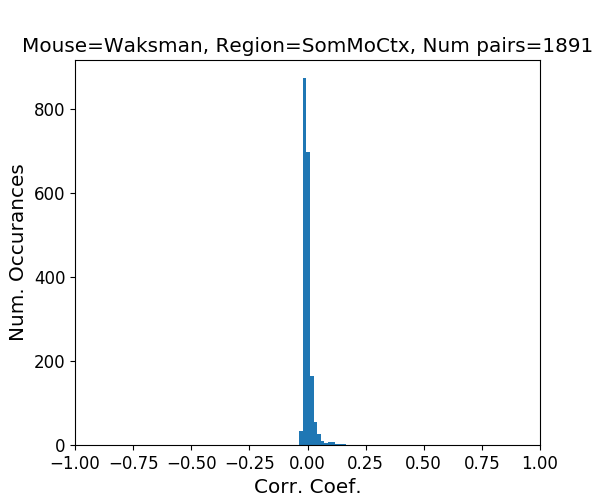 Mouse=Waksman, Region=SomMoCtx, Num pairs=1891
Num. Occurances
800
600
400
200
0
−1.00 −0.75 −0.50 −0.25 0.00 0.25 0.50 0.75 1.00
Corr. Coef.